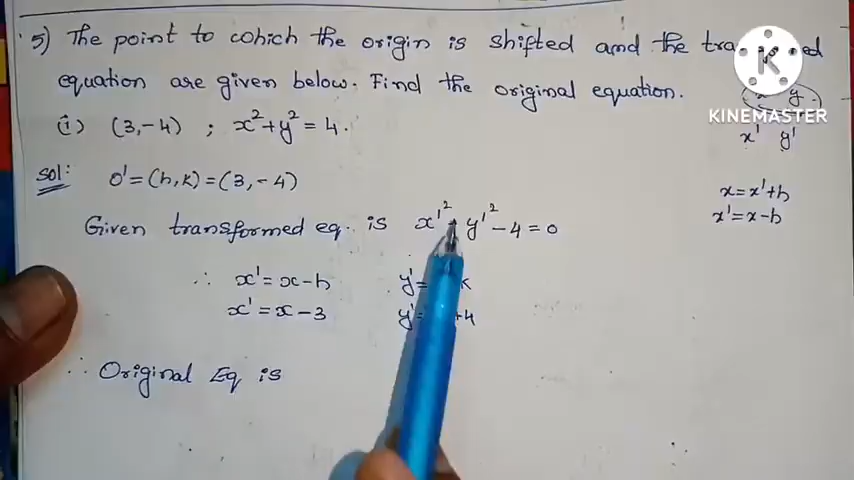 5) The point to which the origin is shifted and the
equation are given below. Find the original equation.
(i) (3,-4) ; x²+y² = 4.
Sol: O' = (h,k) = (3, -4)
Given transformed eq. is x'² y'² - 4 = 0
∴ x' = x-h y' = k
x' = x-3 y' = +4
∴ Original Eq is
K
KINEMASTER
x y
x' y'
x = x'+h
x' = x-h